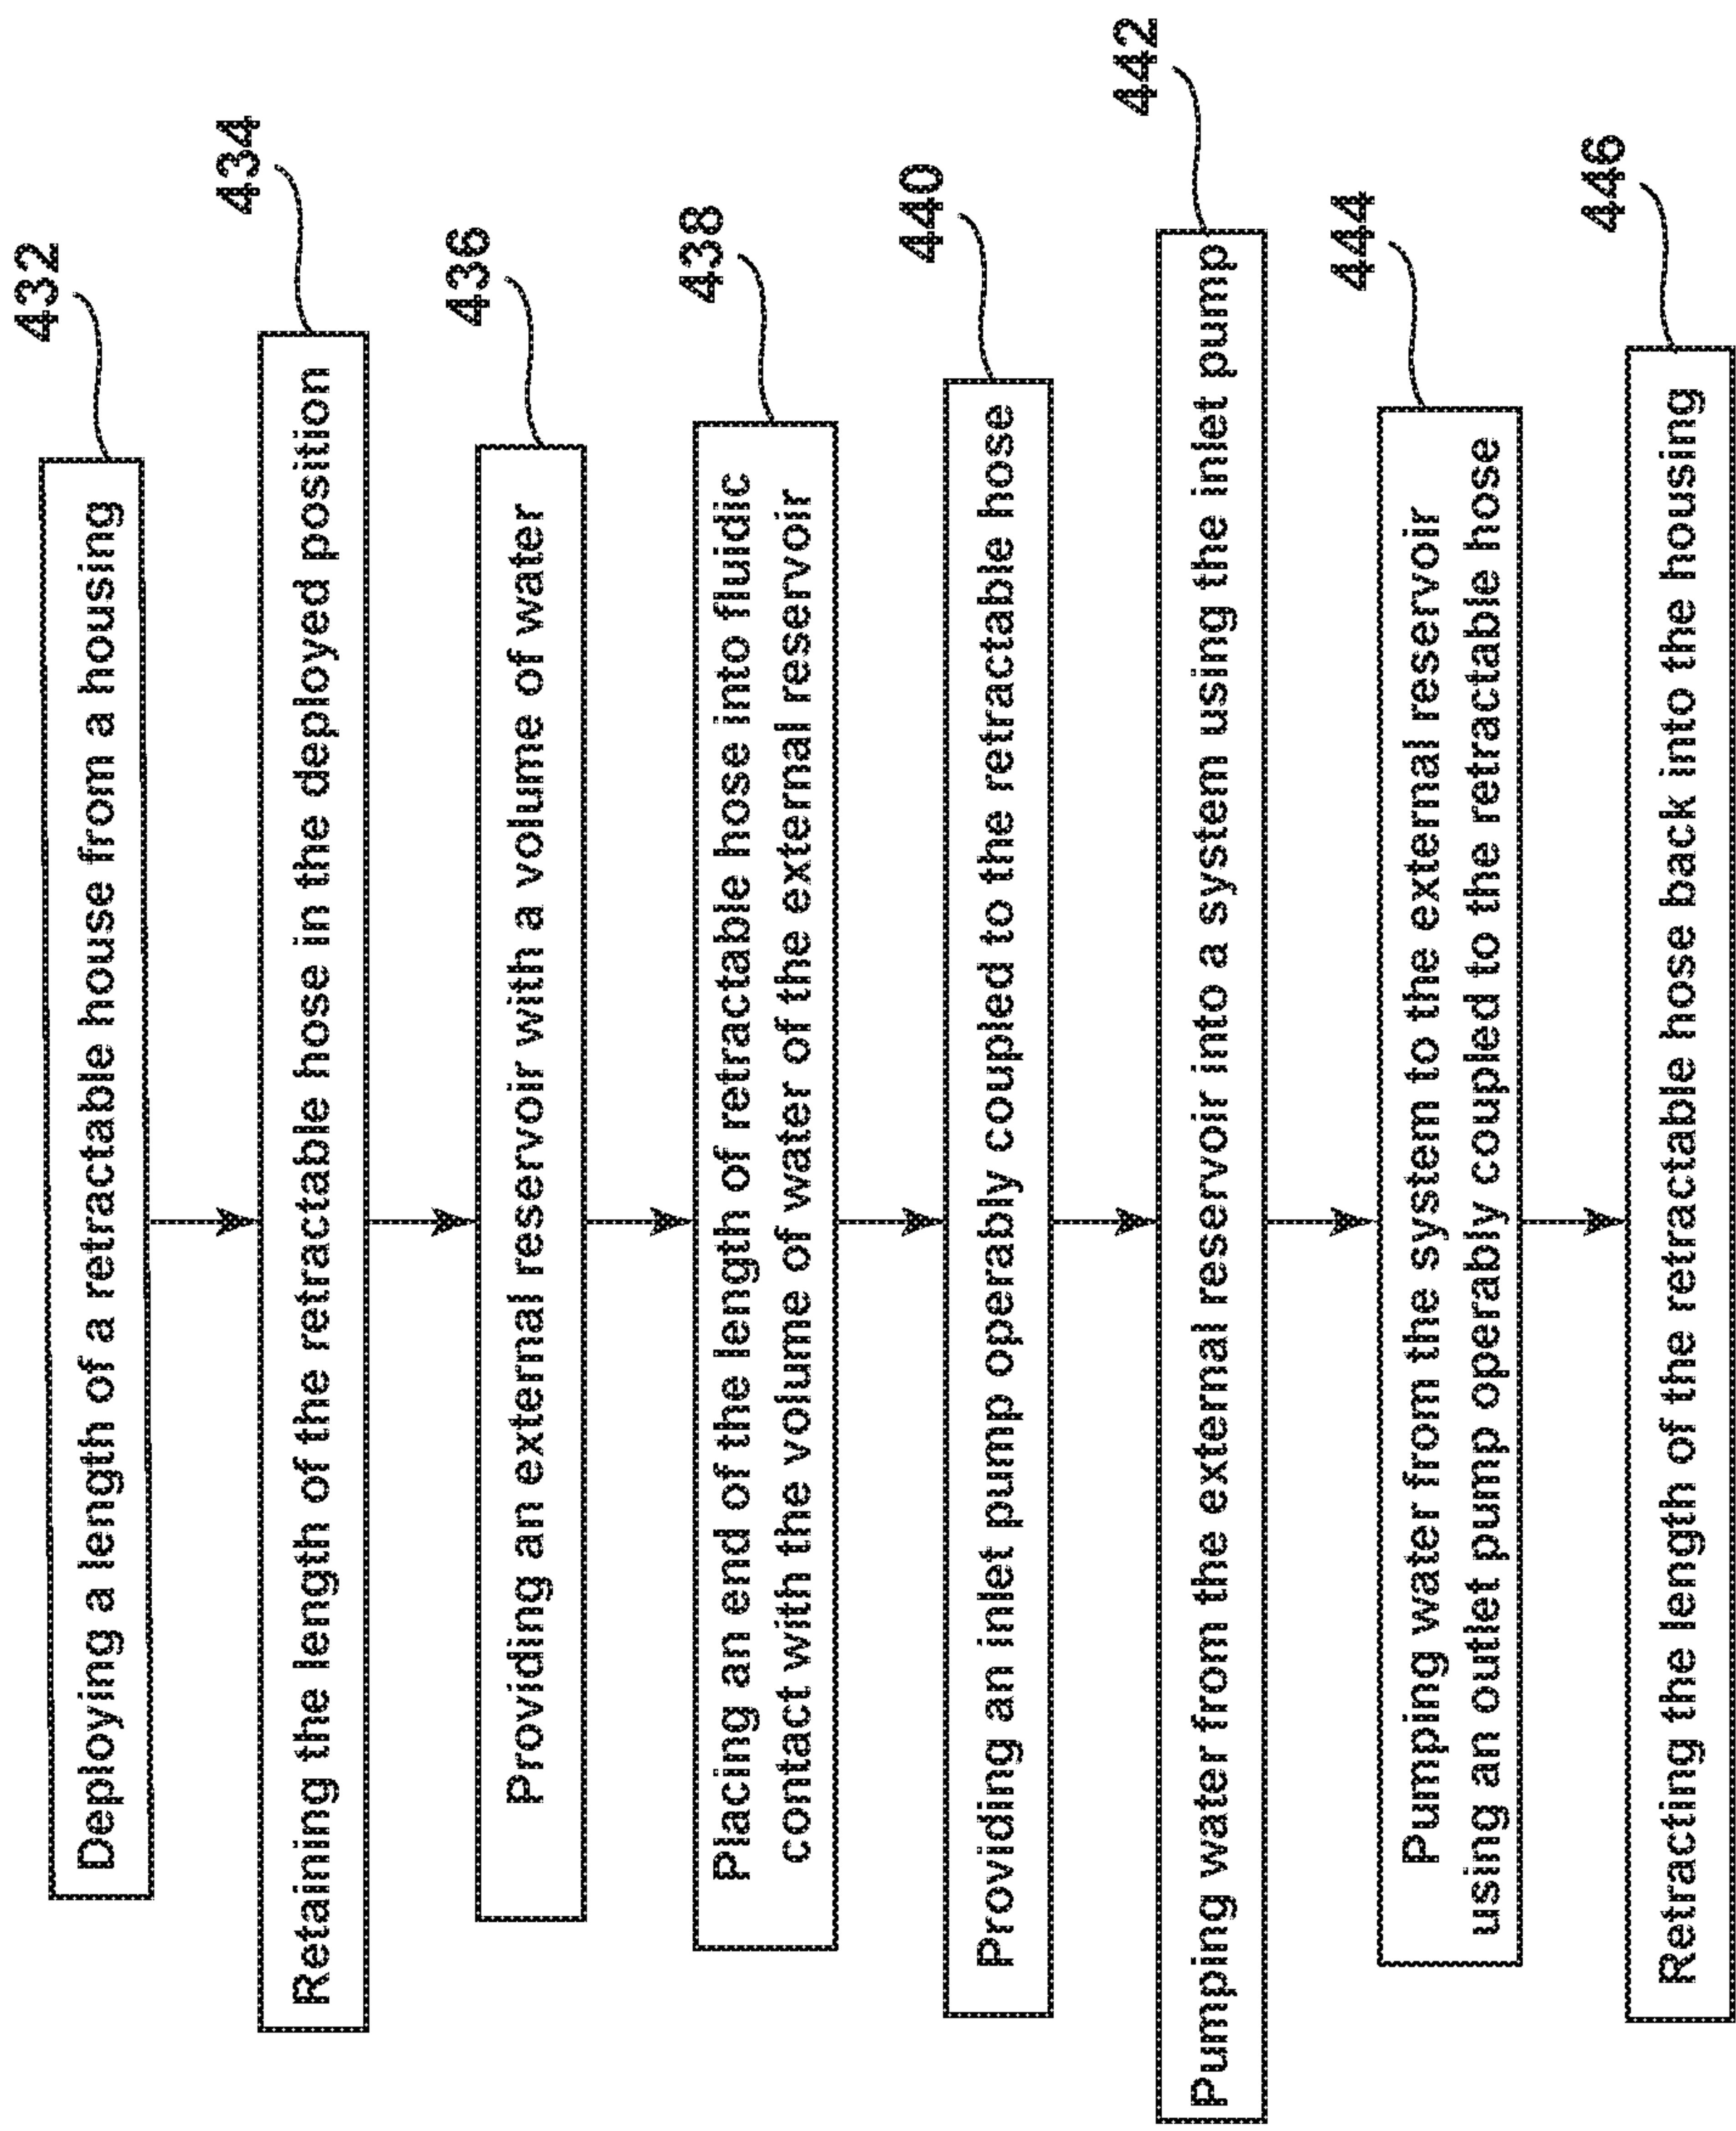 432
Deploying a length of a retractable house from a housing
434
Retaining the length of the retractable hose in the deployed position
436
Providing an external reservoir with a volume of water
438
Placing an end of the length of retractable hose into fluidic
contact with the volume of water of the external reservoir
440
Providing an inlet pump operably coupled to the retractable hose
442
Pumping water from the external reservoir into a system using the inlet pump
444
Pumping water from the system to the external reservoir
using an outlet pump operably coupled to the retractable hose
446
Retracting the length of the retractable hose back into the housing